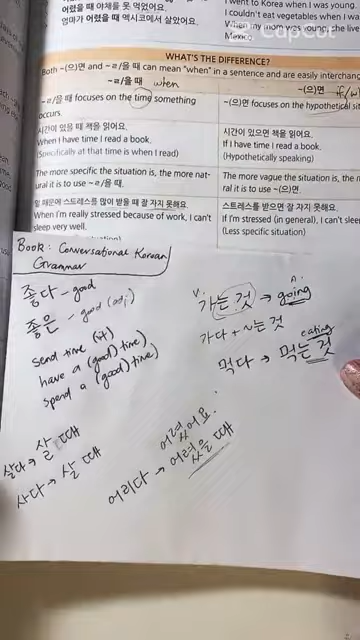 I went to Korea when I was young.
어렸을 때 야채를 못 먹었어요.
I couldn't eat vegetables when I was
엄마가 어렸을 때 멕시코에서 살았어요.
When my mom was young, she live
Mexico.
CapCut
WHAT'S THE DIFFERENCE?
Both -(으)면 and -ㄹ/을 때 can mean "when" in a sentence and are easily interchan
-ㄹ/을 때 when
-(으)면 if/w
-ㄹ/을 때 focuses on the time something
occurs.
-(으)면 focuses on the hypothetical sit
시간이 있을 때 책을 읽어요.
When I have time I read a book.
(Specifically at that time is when I read)
시간이 있으면 책을 읽어요.
If I have time I read a book.
(Hypothetically speaking)
The more specific the situation is, the more nat-
ural it is to use -ㄹ/을 때.
The more vague the situation is, the m
ral it is to use -(으)면.
일 때문에 스트레스를 많이 받을 때 잘 자지 못해요.
When I'm really stressed because of work, I can't
sleep very well.
스트레스를 받으면 잘 자지 못해요.
If I'm stressed (in general), I can't slee
(Less specific situation)
Book: Conversational Korean
Grammar
좋다 - good
좋은 - good (adj)
send time (it)
have a (good) time)
spend a (good) time)
살다 → 살 때
사다 → 살 때
V.
A.
가는 것 → going
가다 + ~는 것
eating
먹다 → 먹는 것
어렸어요.
어리다 → 어렸을 때